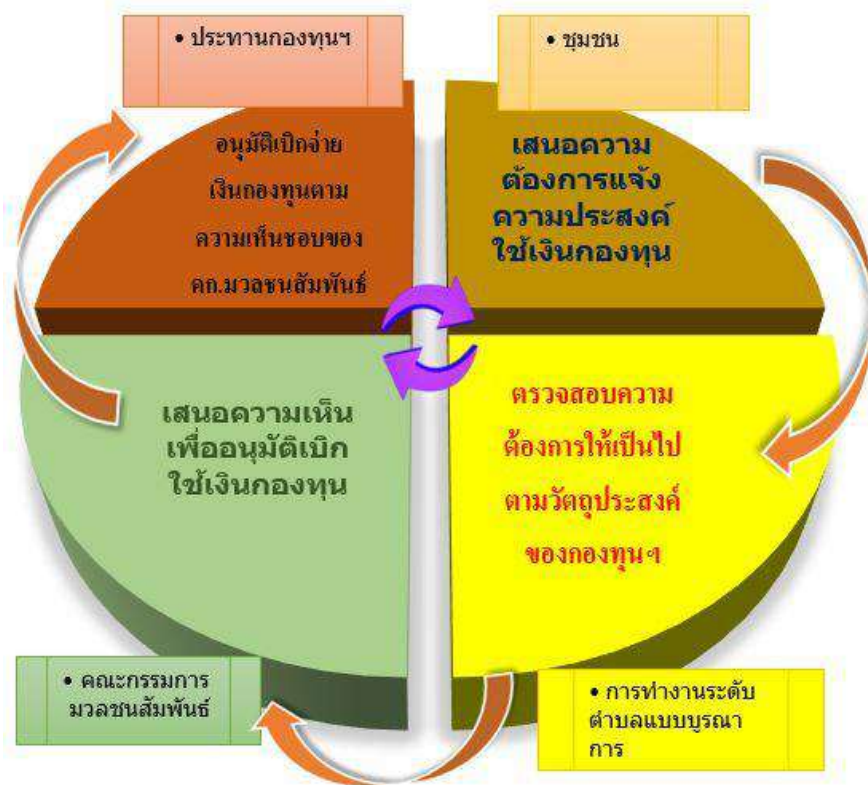 • ประทานกองทุนฯ
• ชุมชน
อนุมัติเบิกจ่าย
เงินกองทุนตาม
ความเห็นชอบของ
คก.มวลชนสัมพันธ์
เสนอความ
ต้องการแจ้ง
ความประสงค์
ใช้เงินกองทุน
เสนอความเห็น
เพื่ออนุมัติเบิก
ใช้เงินกองทุน
ตรวจสอบความ
ต้องการให้เป็นไป
ตามวัตถุประสงค์
ของกองทุนฯ
• คณะกรรมการ
มวลชนสัมพันธ์
• การทำงานระดับ
ตำบลแบบบูรณา
การ